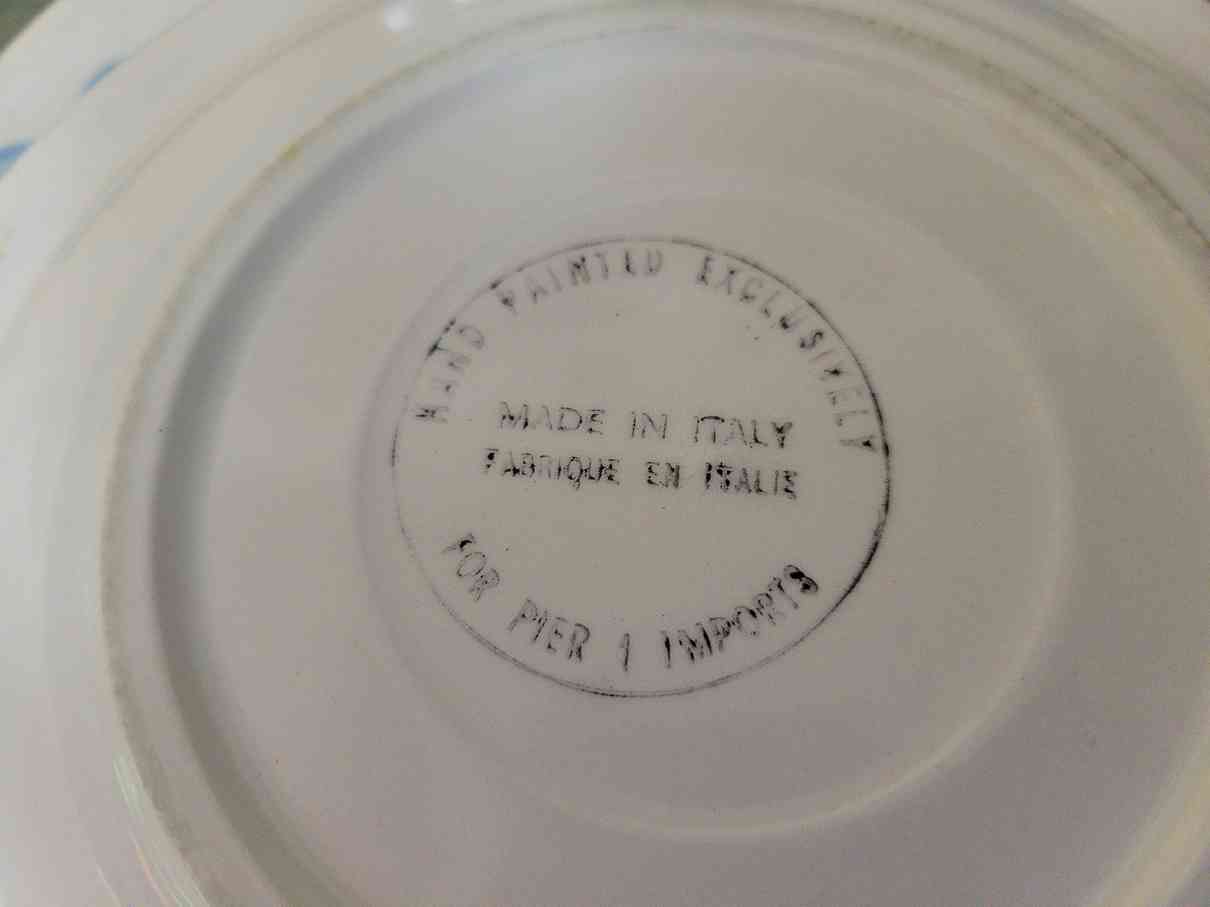 HAND PAINTED EXCLUSIVELY
MADE IN ITALY
FABRIQUE EN ITALIE
FOR PIER 1 IMPORTS